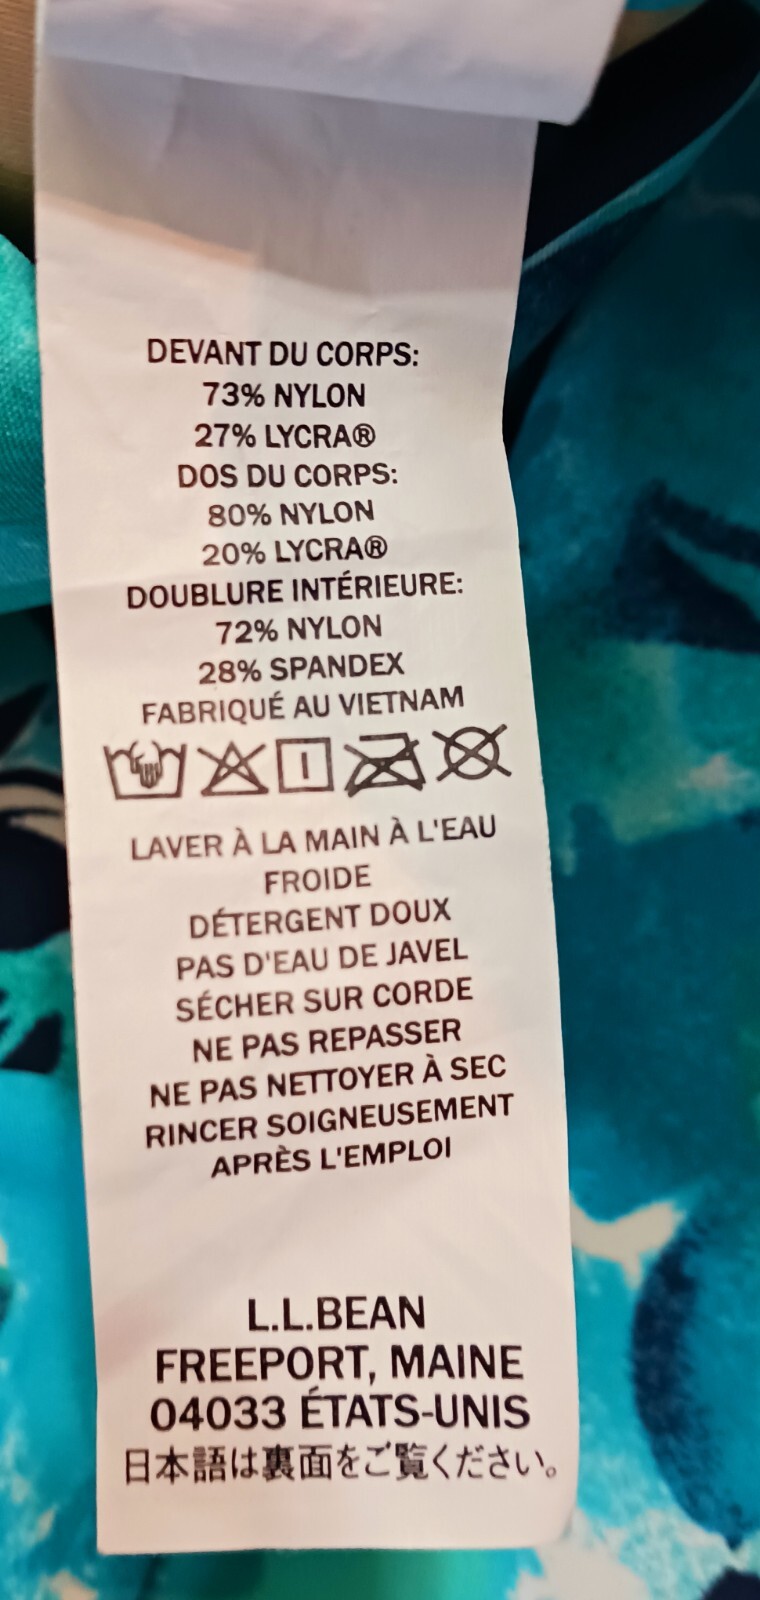 DEVANT DU CORPS:
73% NYLON
27% LYCRA®
DOS DU CORPS:
80% NYLON
20% LYCRA®
DOUBLURE INTÉRIEURE:
72% NYLON
28% SPANDEX
FABRIQUÉ AU VIETNAM
LAVER À LA MAIN À L'EAU
FROIDE
DÉTERGENT DOUX
PAS D'EAU DE JAVEL
SÉCHER SUR CORDE
NE PAS REPASSER
NE PAS NETTOYER À SEC
RINCER SOIGNEUSEMENT
APRÈS L'EMPLOI
L.L.BEAN
FREEPORT, MAINE
04033 ÉTATS-UNIS
日本語は裏面をご覧ください。